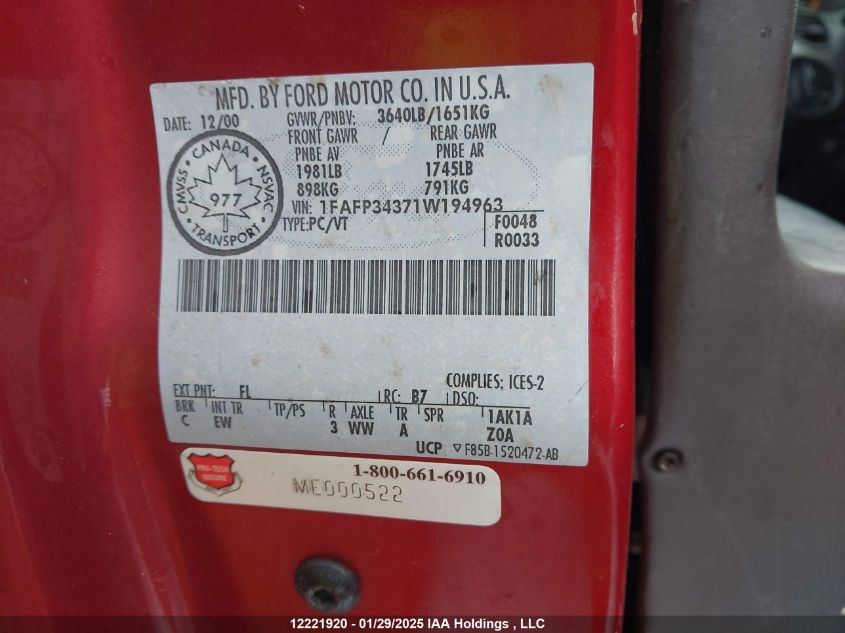 MFD. BY FORD MOTOR CO. IN U.S.A.
DATE: 12/00 GVWR/PNBV: 3640LB/1651KG
FRONT GAWR / REAR GAWR
PNBE AV PNBE AR
1981LB 1745LB
898KG 791KG
VIN: 1FAFP34371W194963
TYPE:PC/VT F0048
R0033
CANADA
CMVSS NSVAC
977
TRANSPORT
COMPLIES: ICES-2
EXT PNT: FL RC: B7 DSO:
BRK INT TR TP/PS R AXLE TR SPR 1AK1A
C EW 3 WW A Z0A
UCP F85B-1520472-AB
PRO-TECH
SECURE
1-800-661-6910
ME000522
12221920 - 01/29/2025 IAA Holdings , LLC